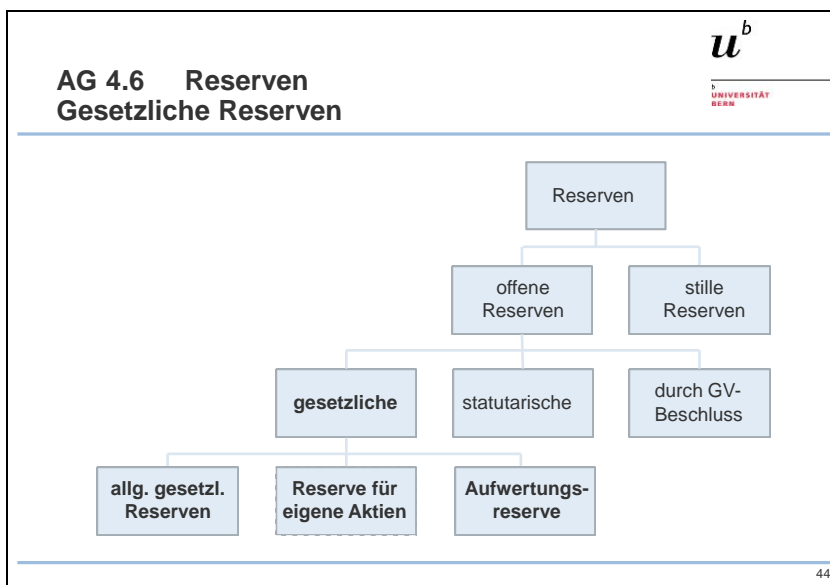 AG 4.6 Reserven
Gesetzliche Reserven
u b
b
UNIVERSITÄT
BERN
Reserven
offene
Reserven
stille
Reserven
gesetzliche
statutarische
durch GV-
Beschluss
allg. gesetzl.
Reserven
Reserve für
eigene Aktien
Aufwertungs-
reserve
44